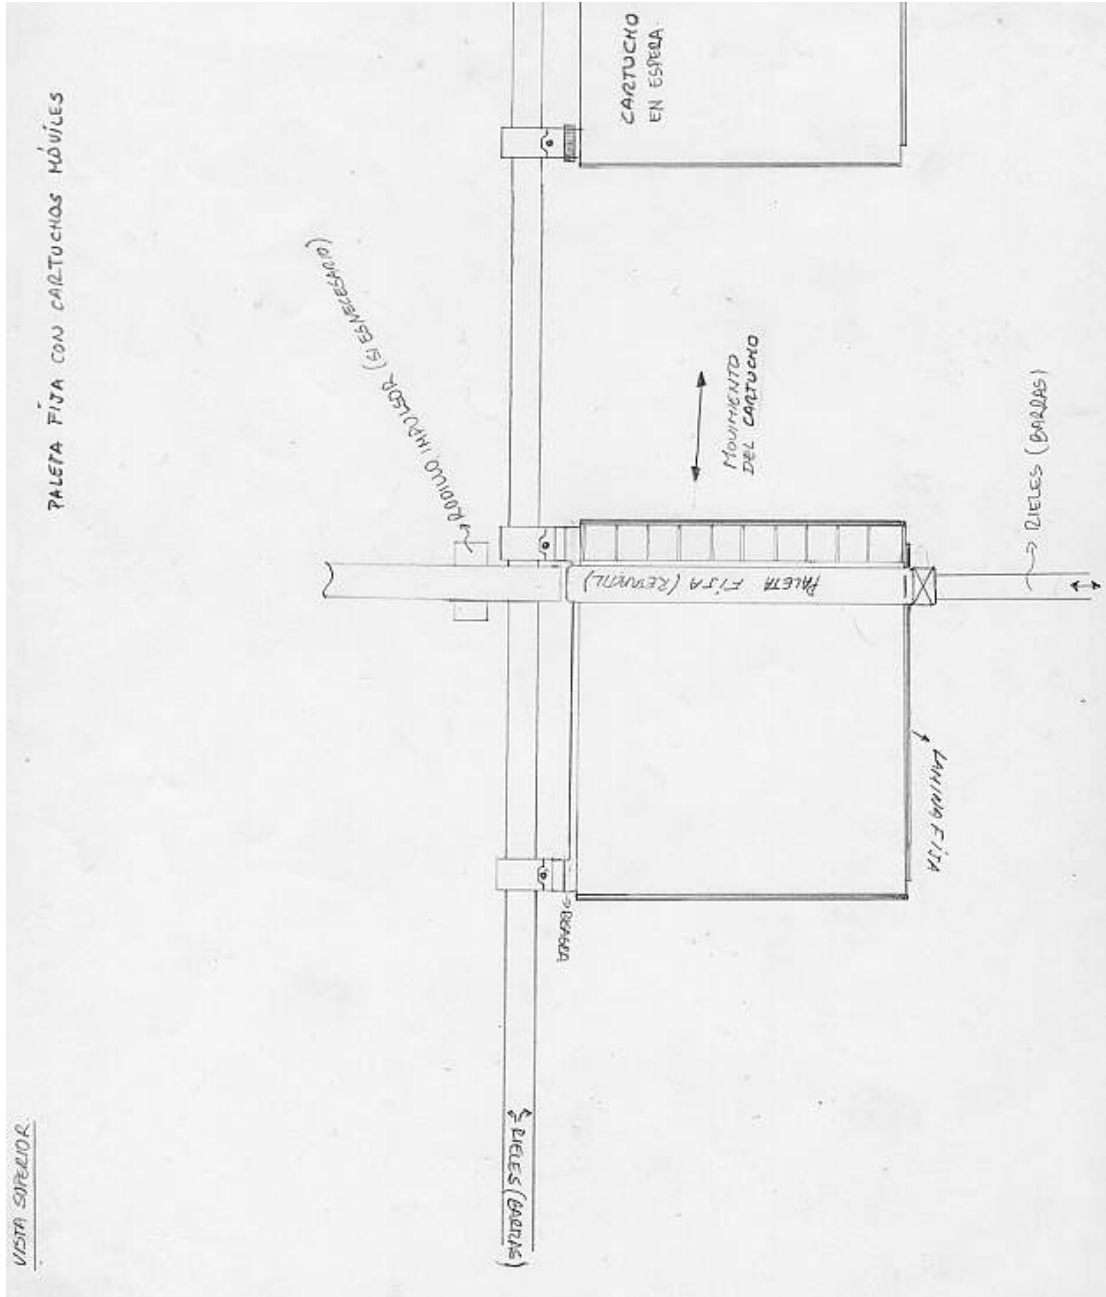 VISTA SUPERIOR
PALETA FIJA CON CARTUCHOS MÓVILES
RODILLO IMPULSOR (SI ES NECESARIO)
CARTUCHO
EN ESPERA.
MOVIMIENTO
DEL CARTUCHO
RIELES (BARRAS)
PALETA FIJA (RETRACTIL)
LAMINA FIJA
RIELES (BARRAS)